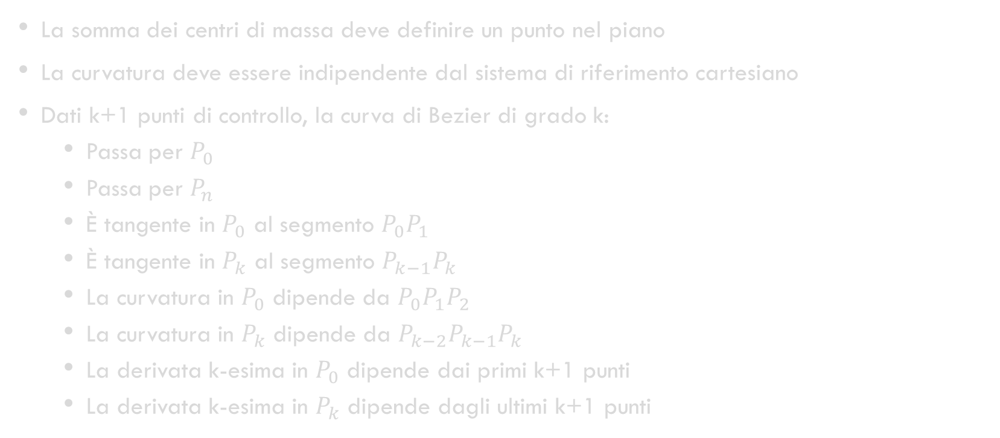 • La somma dei centri di massa deve definire un punto nel piano
• La curvatura deve essere indipendente dal sistema di riferimento cartesiano
• Dati k+1 punti di controllo, la curva di Bezier di grado k:
• Passa per $P_0$
• Passa per $P_n$
• È tangente in $P_0$ al segmento $P_0P_1$
• È tangente in $P_k$ al segmento $P_{k-1}P_k$
• La curvatura in $P_0$ dipende da $P_0P_1P_2$
• La curvatura in $P_k$ dipende da $P_{k-2}P_{k-1}P_k$
• La derivata k-esima in $P_0$ dipende dai primi k+1 punti
• La derivata k-esima in $P_k$ dipende dagli ultimi k+1 punti